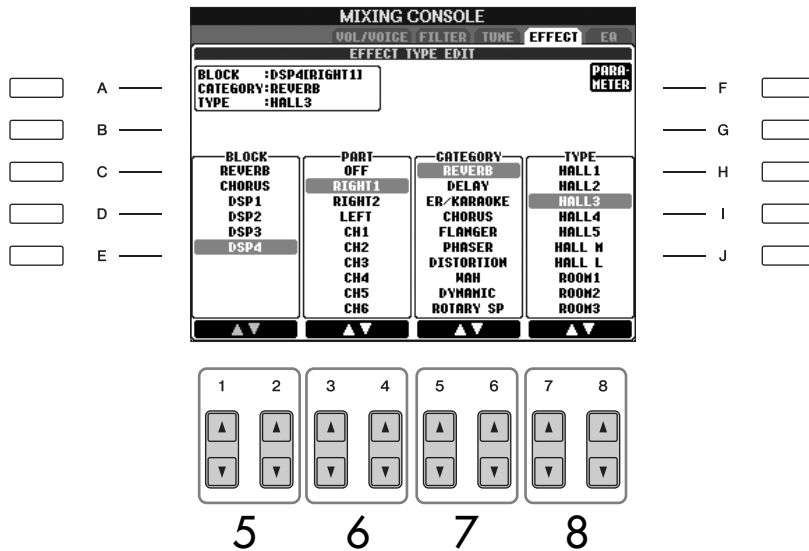 MIXING CONSOLE
VOL/VOICE FILTER TUNE EFFECT EQ
EFFECT TYPE EDIT
BLOCK :DSP4[RIGHT1]
CATEGORY:REVERB
TYPE :HALL3
PARA-
METER
A
F
B
G
C
H
D
I
E
J
BLOCK PART CATEGORY TYPE
REVERB OFF REVERB HALL1
CHORUS RIGHT1 DELAY HALL2
DSP1 RIGHT2 ER/KARAOKE HALL3
DSP2 LEFT CHORUS HALL4
DSP3 CH1 FLANGER HALL5
DSP4 CH2 PHASER HALL M
CH3 DISTORTION HALL L
CH4 WAH ROOM1
CH5 DYNAMIC ROOM2
CH6 ROTARY SP ROOM3
1 2 3 4 5 6 7 8
5 6 7 8